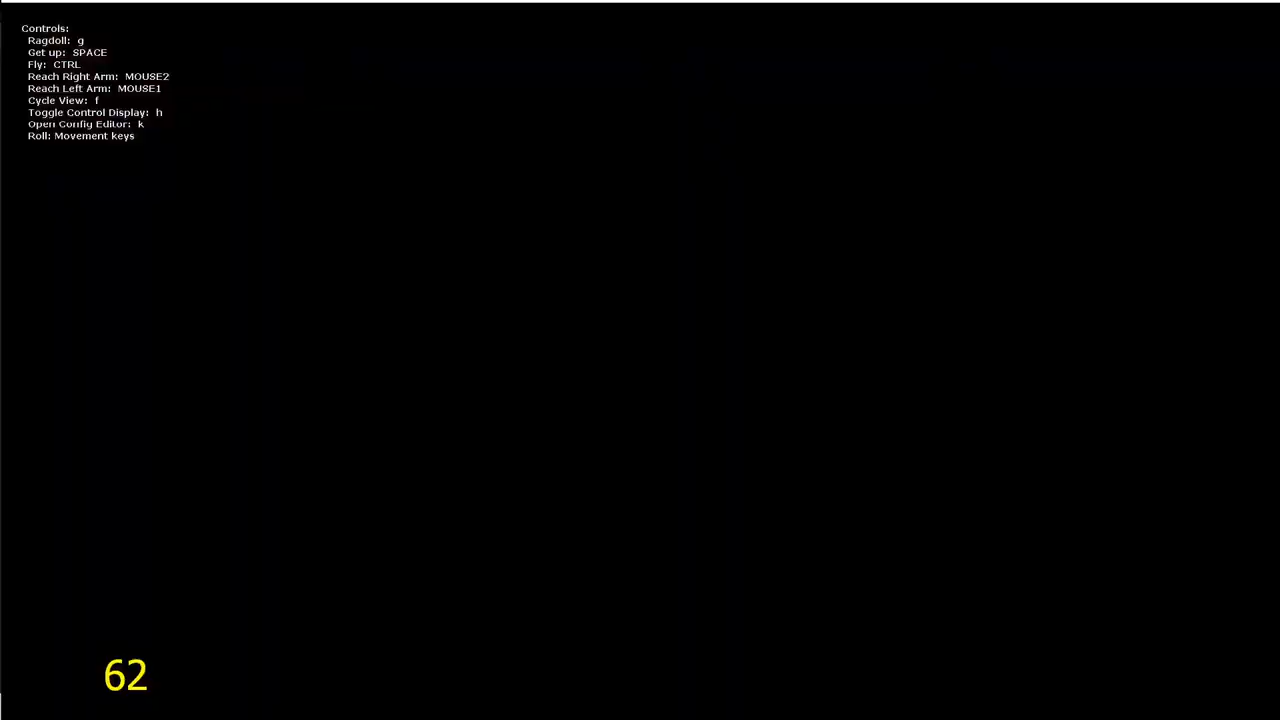 Controls:
Ragdoll: g
Get up: SPACE
Fly: CTRL
Reach Right Arm: MOUSE2
Reach Left Arm: MOUSE1
Cycle View: f
Toggle Control Display: h
Open Config Editor: k
Roll: Movement keys
62